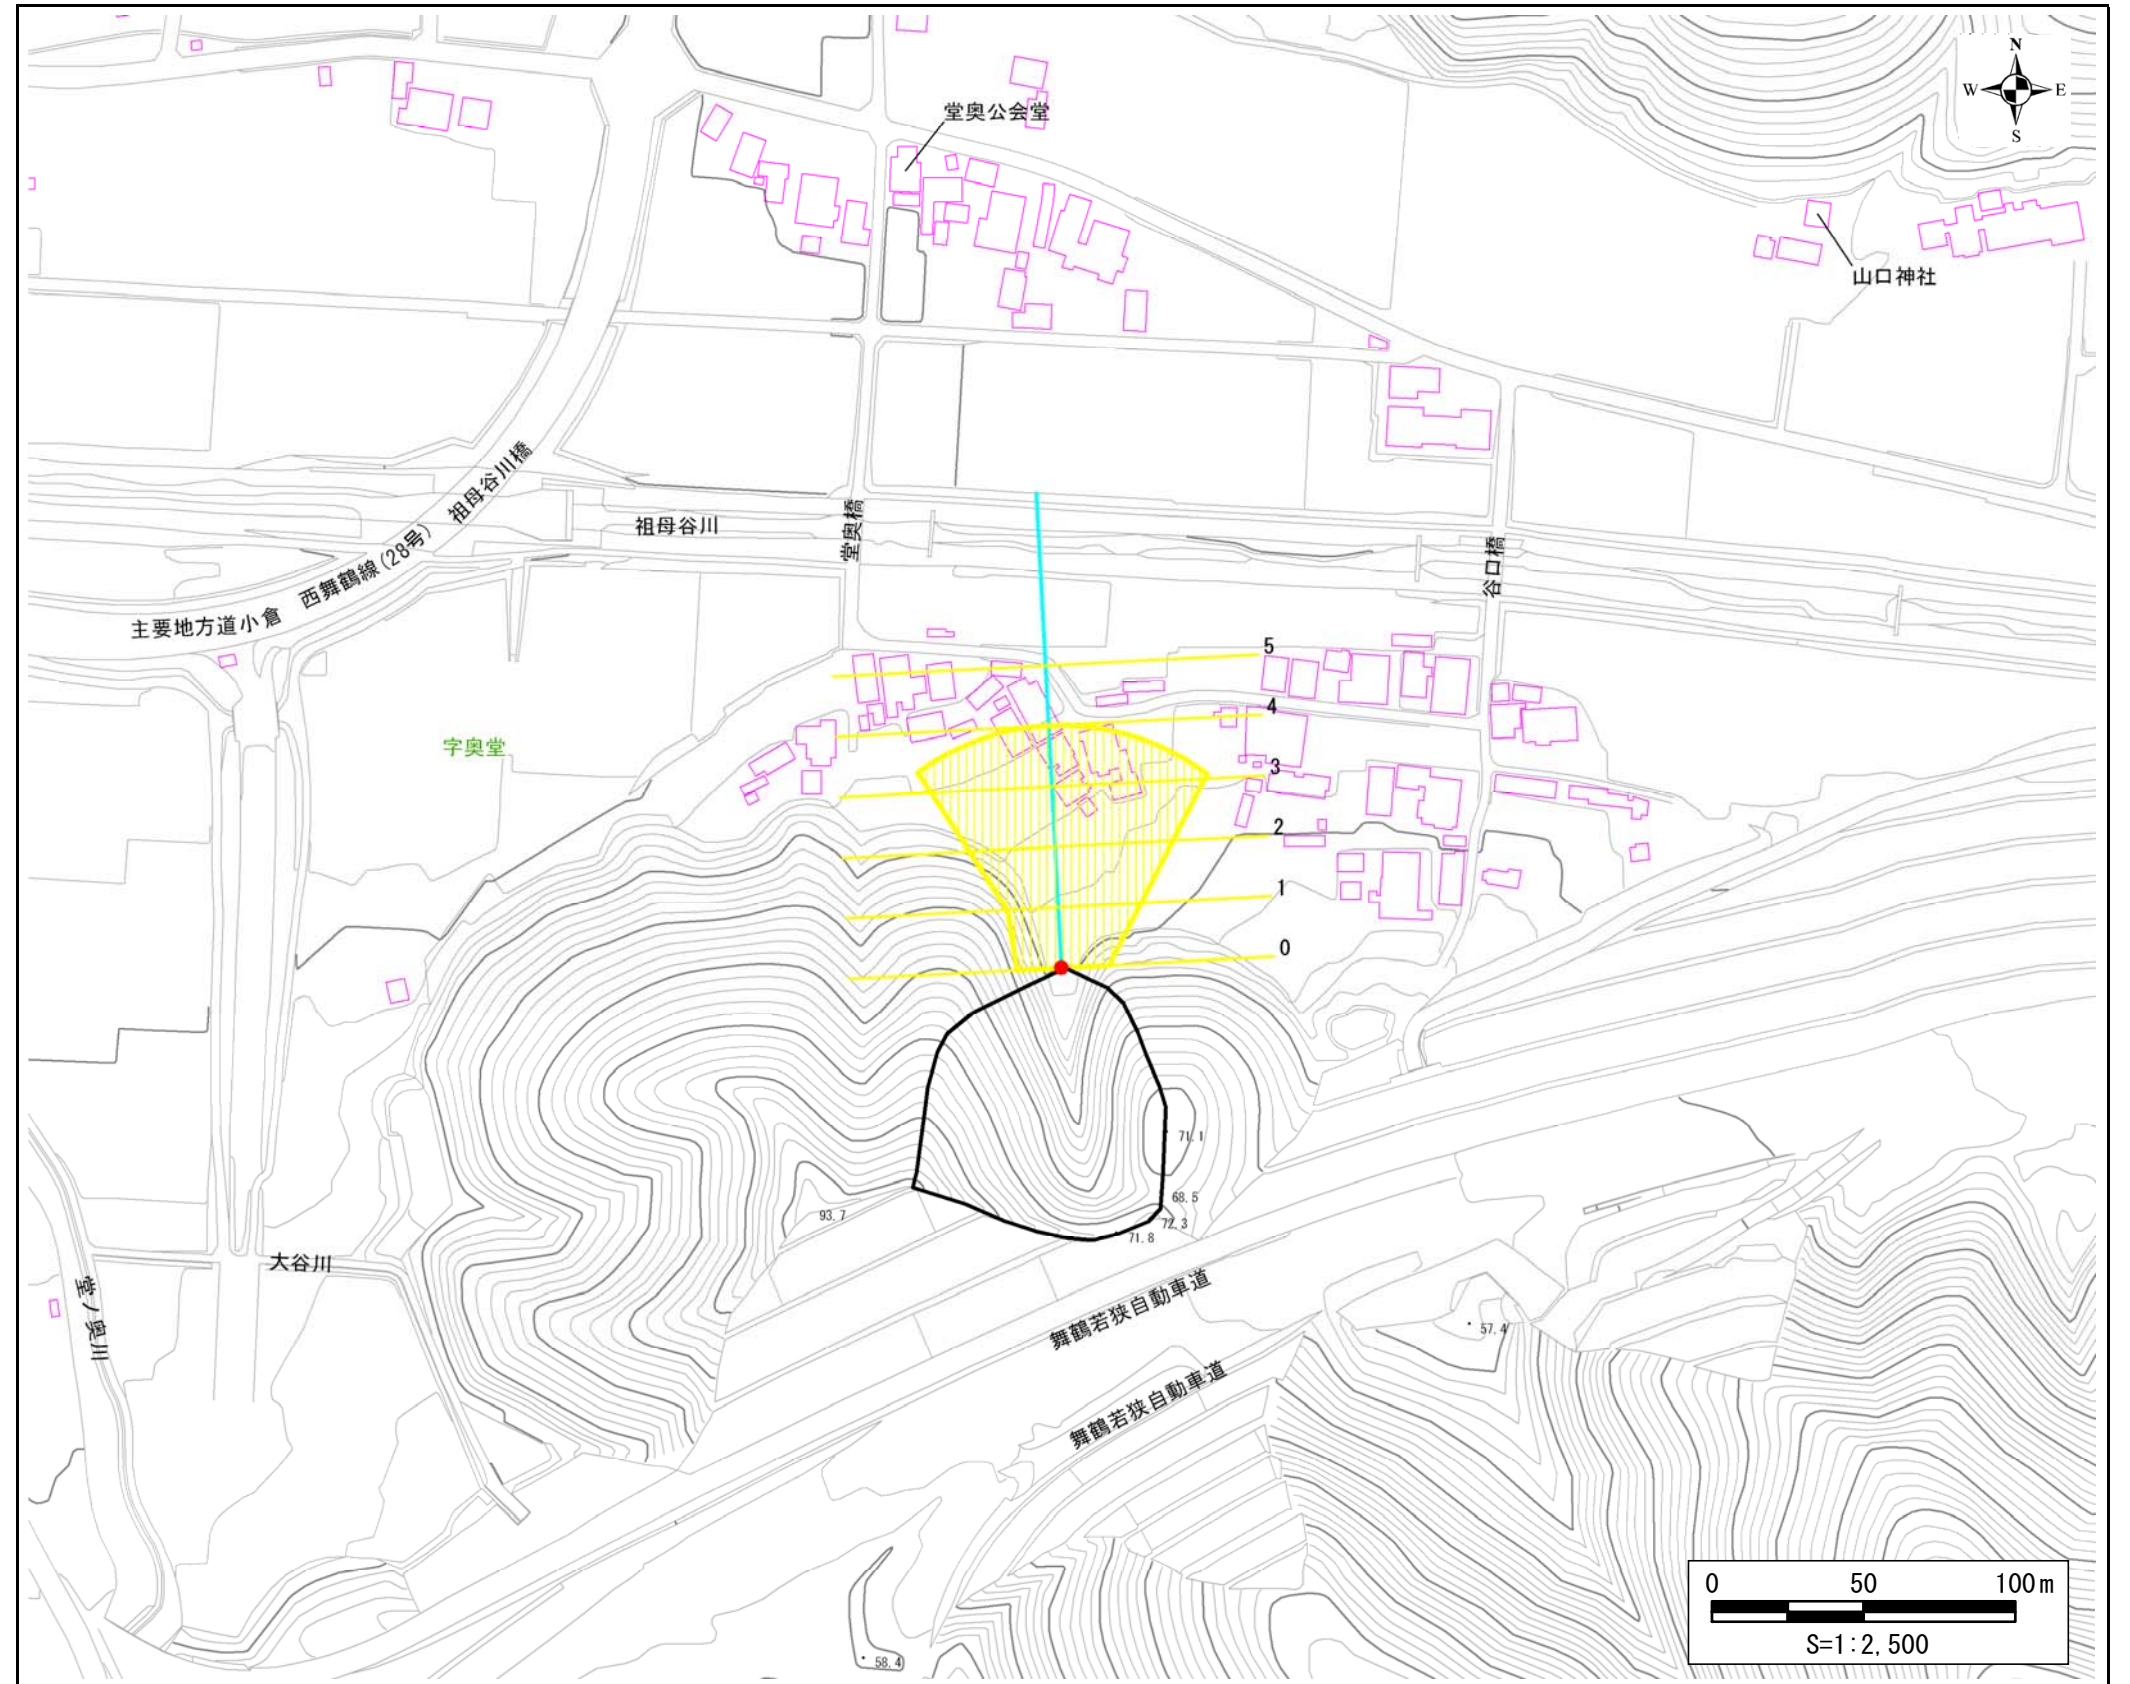 N
W E
S
堂奥公会堂
山口神社
祖母谷川橋
祖母谷川
堂奥橋
谷口橋
主要地方道小倉 西舞鶴線(28号)
字奥堂
5
4
3
2
1
0
71.1
68.5
72.3
71.8
93.7
大谷川
堂ノ奥川
舞鶴若狭自動車道
舞鶴若狭自動車道
57.4
58.4
0 50 100m
S=1:2,500